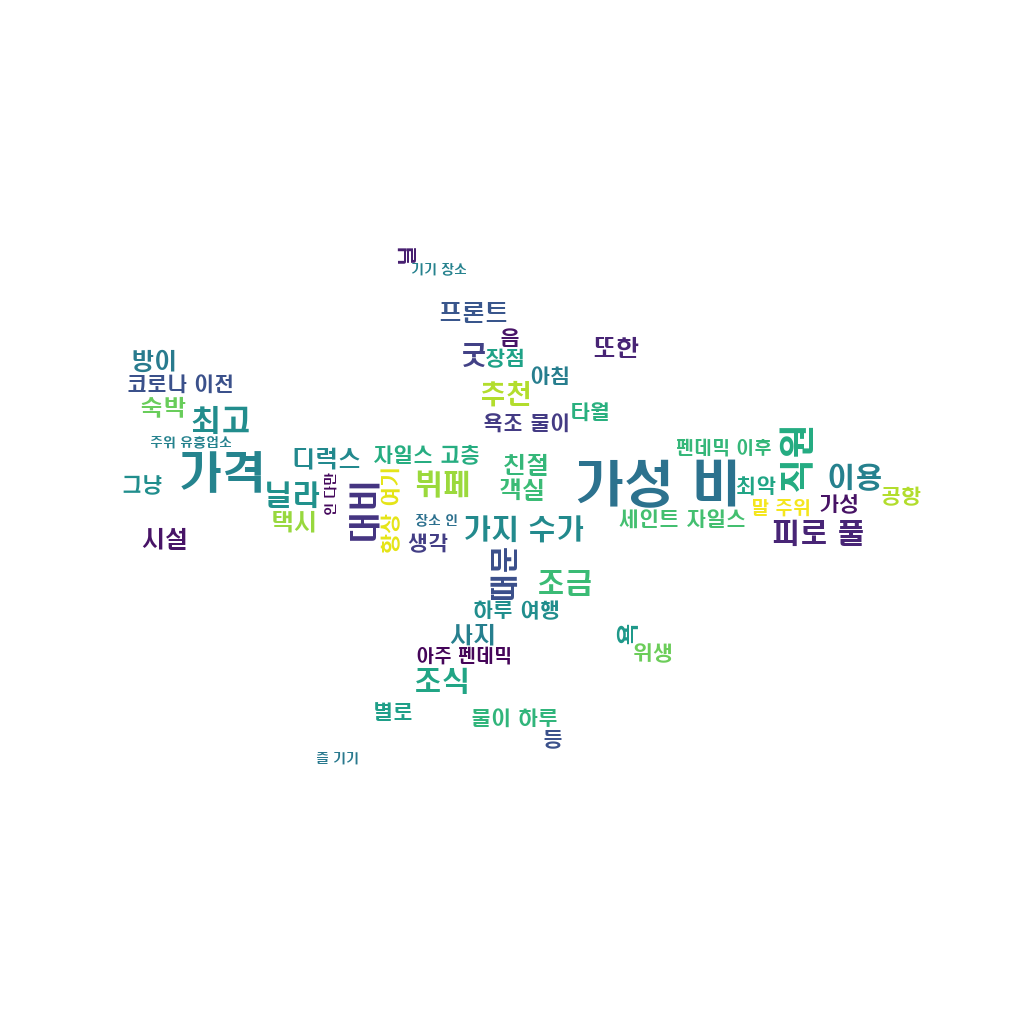 날
기기 장소
프론트
음
또한
굿
장점
방이
아침
코로나 이전
추천
숙박
타월
최고
욕조 물이
주위 유흥업소
펜데믹 이후
직원
자일스 고층
디럭스
친절
가격
가성 비
이용
그냥
뷔페
객실
최악
닐라
인 다만
대비
항상 여기
공항
말 주위
가성
택시
장소 인
세인트 자일스
가지 수가
피로 풀
시설
생각
때문
조금
하루 여행
사지
욕
위생
아주 펜데믹
조식
별로
물이 하루
등
즐 기기